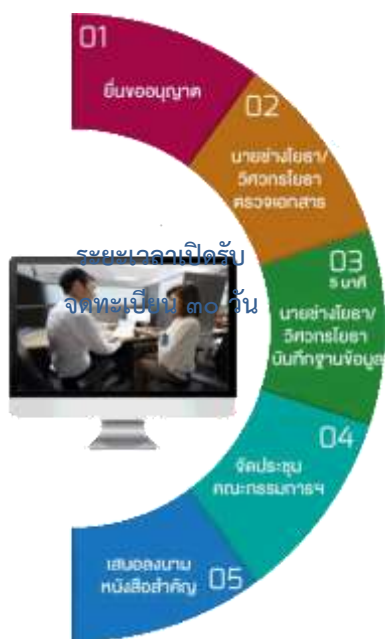 01
ยื่นขออนุญาต
02
นายช่างโยธา/
วิศวกรโยธา
ตรวจเอกสาร
ระยะเวลาเปิดรับ
จดทะเบียน ๓๐ วัน
03
5 นาที
นายช่างโยธา/
วิศวกรโยธา
บันทึกฐานข้อมูล
04
จัดประชุม
คณะกรรมการฯ
เสนอลงนาม
หนังสือสำคัญ
05